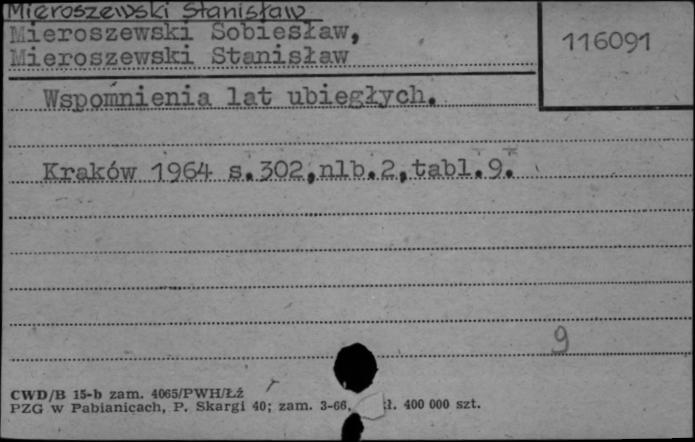 Mieroszewski Stanisław
Mieroszewski Sobiesław,
116091
Mieroszewski Stanisław
Wspomnienia lat ubiegłych.
Kraków 1964 s.302,nlb.2,tabl.9.
9
CWD/B 15-b zam. 4065/PWH/Łź
PZG w Pabianicach, P. Skargi 40; zam. 3-66, ł. 400 000 szt.